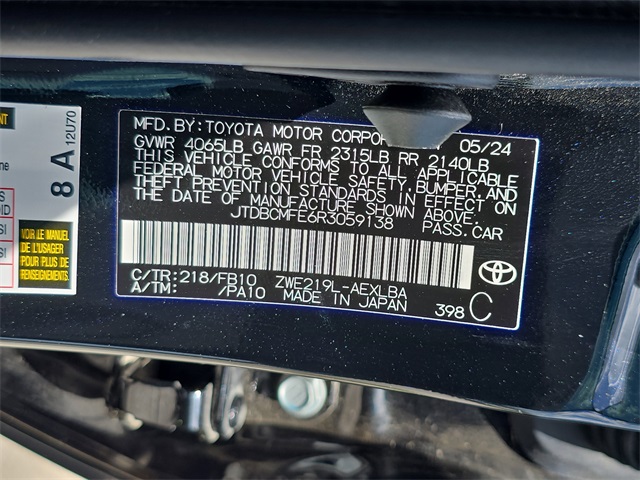 MFD. BY: TOYOTA MOTOR CORPOR 05/24
GVWR 4065LB GAWR FR 2315LB RR 2140LB
THIS VEHICLE CONFORMS TO ALL APPLICABLE
FEDERAL MOTOR VEHICLE SAFETY, BUMPER, AND
THEFT PREVENTION STANDARDS IN EFFECT ON
THE DATE OF MANUFACTURE SHOWN ABOVE.
JTDBCMFE6R3059138 PASS. CAR
C/TR: 218/FB10 ZWE219L-AEXLBA
A/TM: /PA10 MADE IN JAPAN 398 C
TOYOTA
8 A 12U70
VOIR LE MANUEL
DE L'USAGER
POUR PLUS DE
RENSEIGNEMENTS.